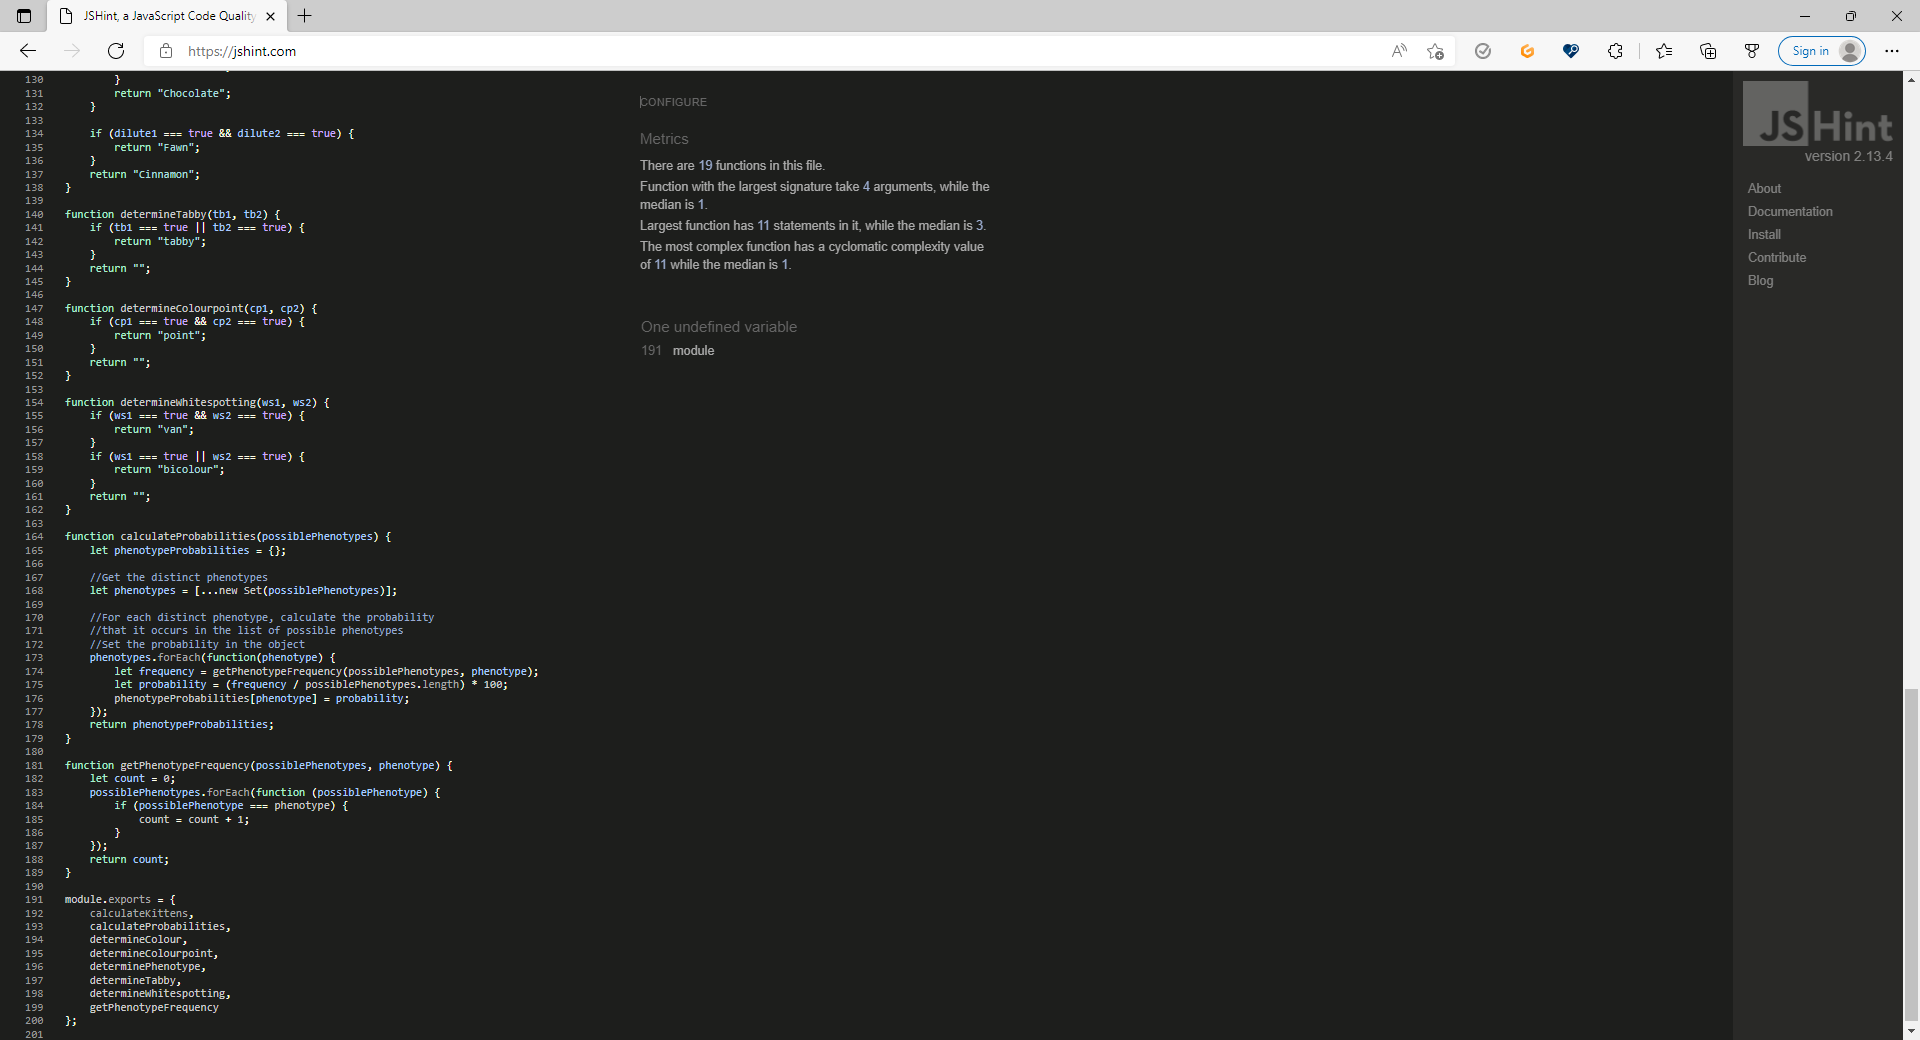 JSHint, a JavaScript Code Quality
https://jshint.com
Sign in
130 }
131 return "Chocolate";
132 }
133
134 if (dilute1 === true && dilute2 === true) {
135 return "Fawn";
136 }
137 return "Cinnamon";
138 }
139
140 function determineTabby(tb1, tb2) {
141 if (tb1 === true || tb2 === true) {
142 return "tabby";
143 }
144 return "";
145 }
146
147 function determineColourpoint(cp1, cp2) {
148 if (cp1 === true && cp2 === true) {
149 return "point";
150 }
151 return "";
152 }
153
154 function determineWhitespotting(ws1, ws2) {
155 if (ws1 === true && ws2 === true) {
156 return "van";
157 }
158 if (ws1 === true || ws2 === true) {
159 return "bicolour";
160 }
161 return "";
162 }
163
164 function calculateProbabilities(possiblePhenotypes) {
165 let phenotypeProbabilities = {};
166
167 //Get the distinct phenotypes
168 let phenotypes = [...new Set(possiblePhenotypes)];
169
170 //For each distinct phenotype, calculate the probability
171 //that it occurs in the list of possible phenotypes
172 //Set the probability in the object
173 phenotypes.forEach(function(phenotype) {
174 let frequency = getPhenotypeFrequency(possiblePhenotypes, phenotype);
175 let probability = (frequency / possiblePhenotypes.length) * 100;
176 phenotypeProbabilities[phenotype] = probability;
177 });
178 return phenotypeProbabilities;
179 }
180
181 function getPhenotypeFrequency(possiblePhenotypes, phenotype) {
182 let count = 0;
183 possiblePhenotypes.forEach(function (possiblePhenotype) {
184 if (possiblePhenotype === phenotype) {
185 count = count + 1;
186 }
187 });
188 return count;
189 }
190
191 module.exports = {
192 calculateKittens,
193 calculateProbabilities,
194 determineColour,
195 determineColourpoint,
196 determinePhenotype,
197 determineTabby,
198 determineWhitespotting,
199 getPhenotypeFrequency
200 };
201
CONFIGURE
Metrics
There are 19 functions in this file.
Function with the largest signature take 4 arguments, while the
median is 1.
Largest function has 11 statements in it, while the median is 3.
The most complex function has a cyclomatic complexity value
of 11 while the median is 1.
One undefined variable
191 module
JSHint
version 2.13.4
About
Documentation
Install
Contribute
Blog